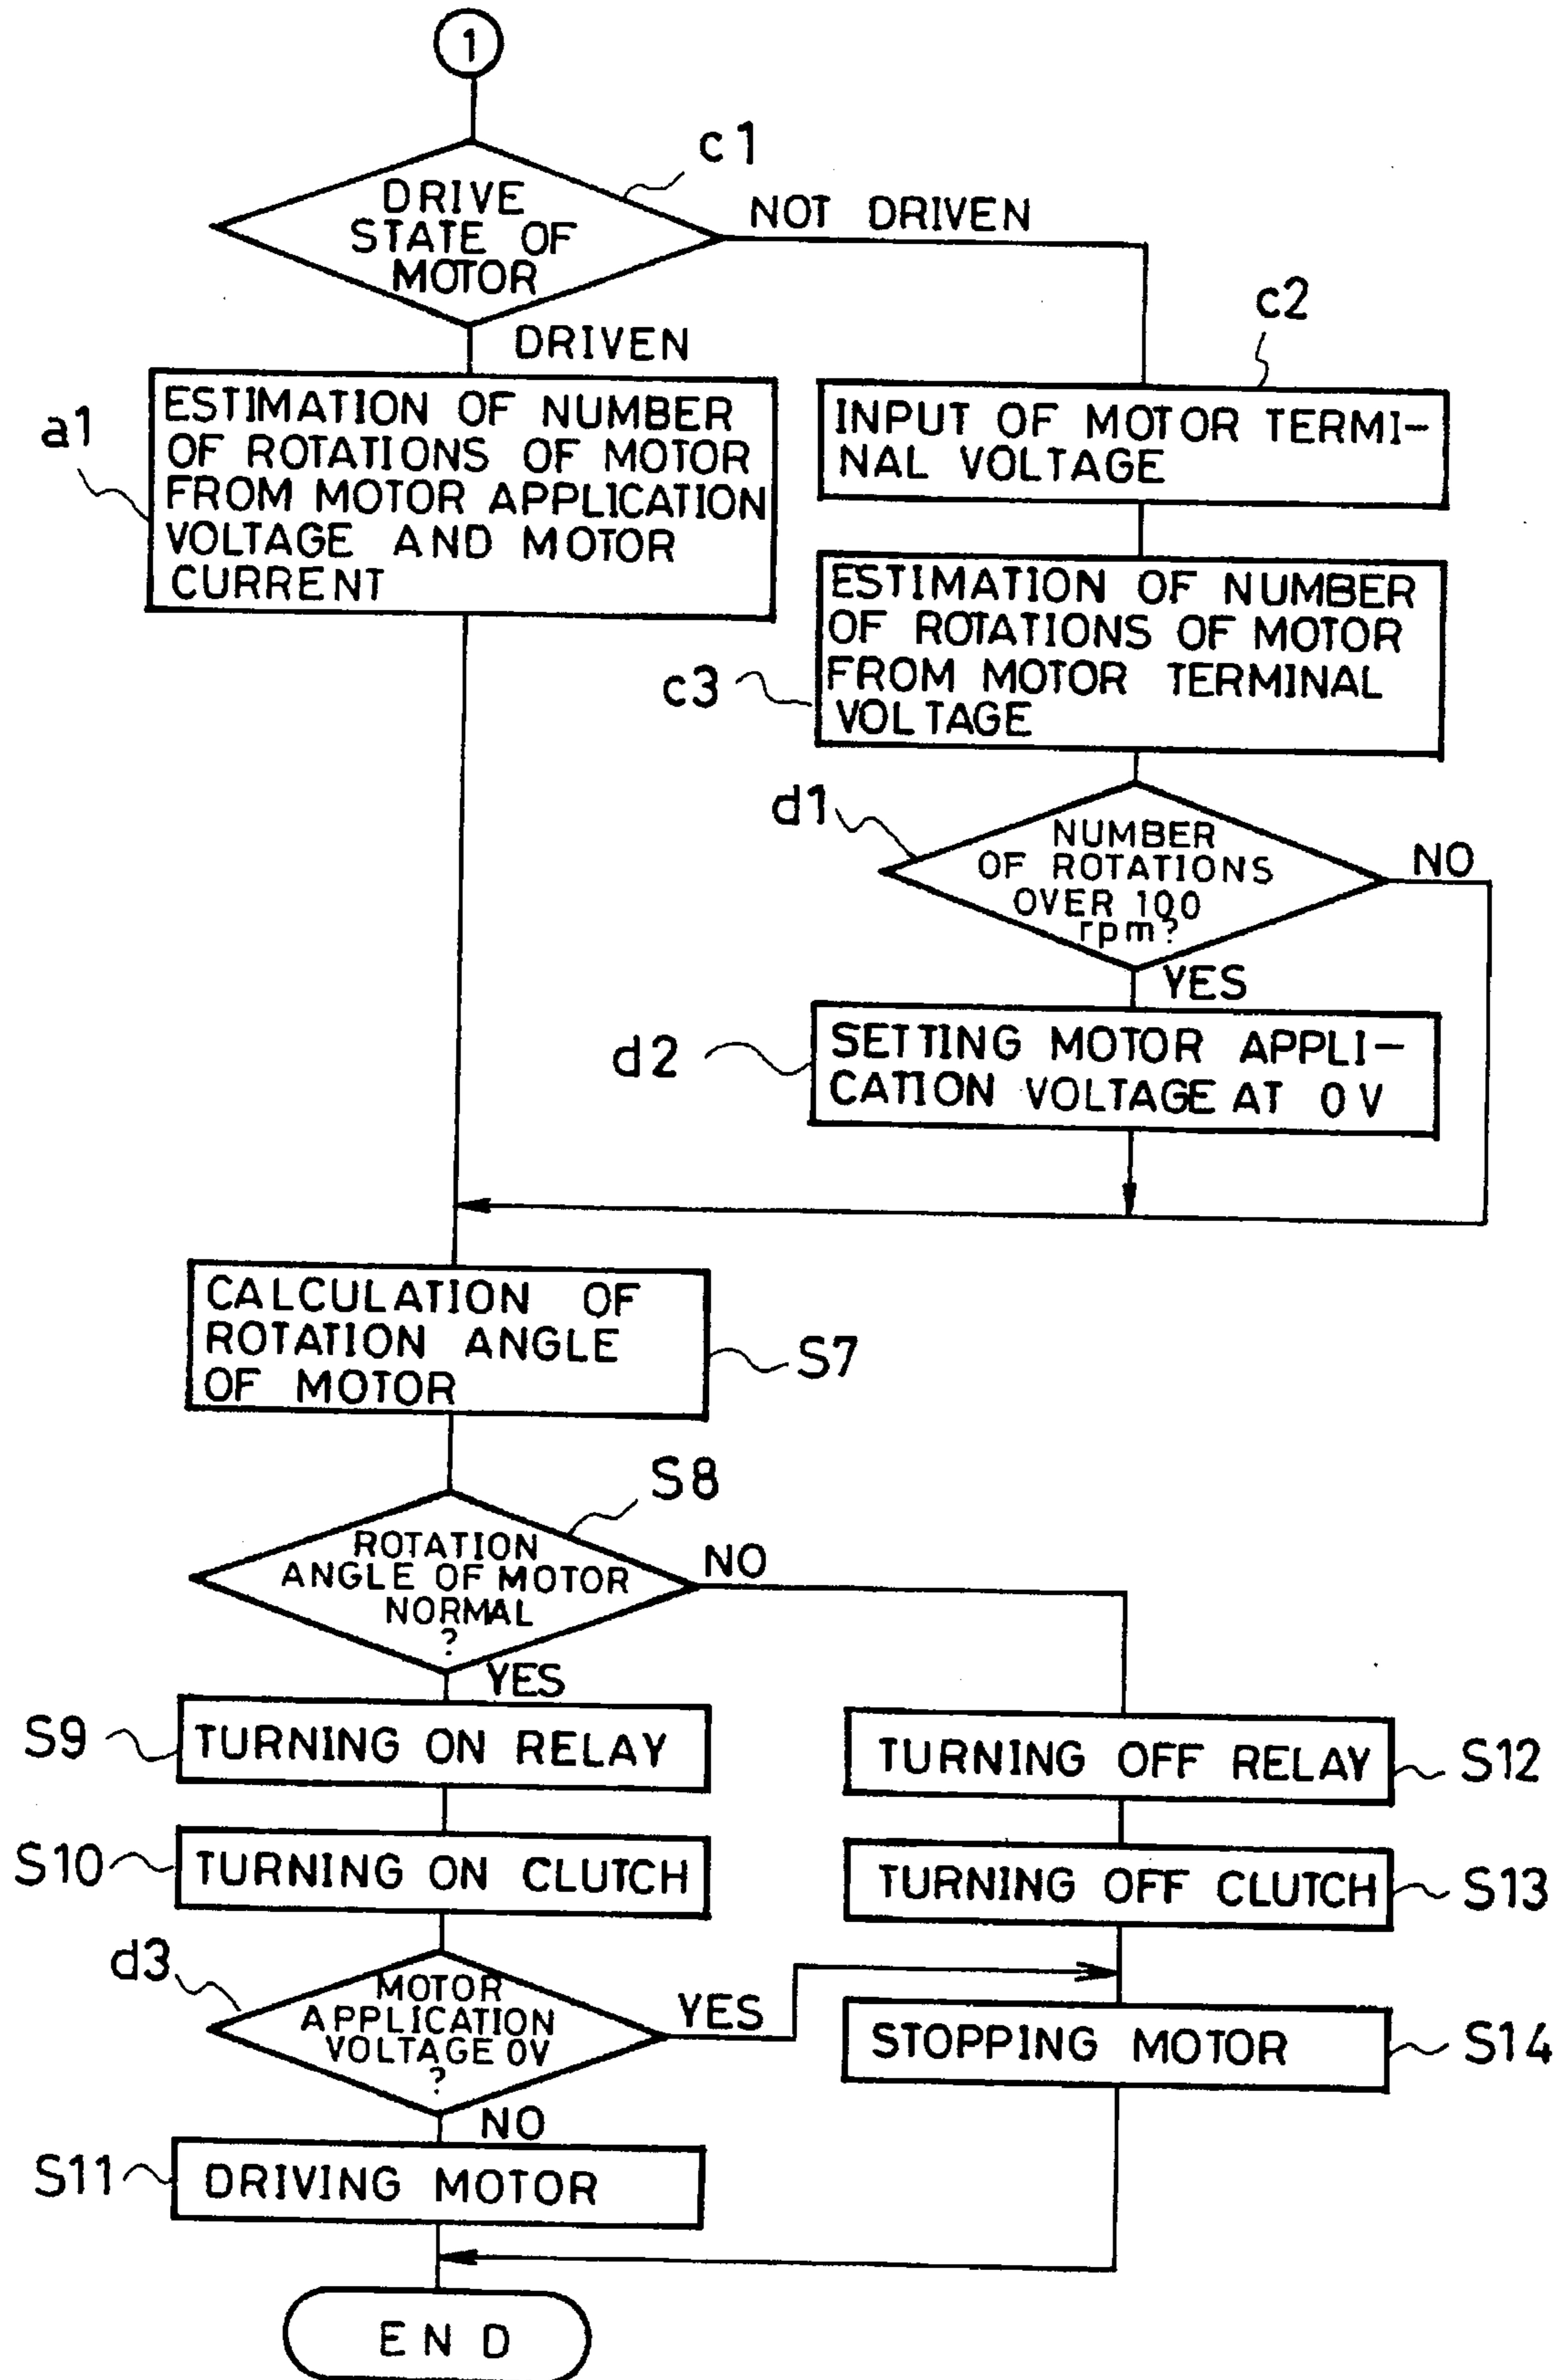 1
c1
DRIVE
STATE OF
MOTOR
NOT DRIVEN
DRIVEN
a1
ESTIMATION OF NUMBER
OF ROTATIONS OF MOTOR
FROM MOTOR APPLICATION
VOLTAGE AND MOTOR
CURRENT
c2
INPUT OF MOTOR TERMI-
NAL VOLTAGE
c3
ESTIMATION OF NUMBER
OF ROTATIONS OF MOTOR
FROM MOTOR TERMINAL
VOLTAGE
d1
NUMBER
OF ROTATIONS
OVER 100
rpm?
NO
YES
d2
SETTING MOTOR APPLI-
CATION VOLTAGE AT 0V
CALCULATION OF
ROTATION ANGLE
OF MOTOR
S7
S8
ROTATION
ANGLE OF MOTOR
NORMAL
?
NO
YES
S9
TURNING ON RELAY
TURNING OFF RELAY
S12
S10
TURNING ON CLUTCH
TURNING OFF CLUTCH
S13
d3
MOTOR
APPLICATION
VOLTAGE 0V
?
YES
NO
STOPPING MOTOR
S14
S11
DRIVING MOTOR
END